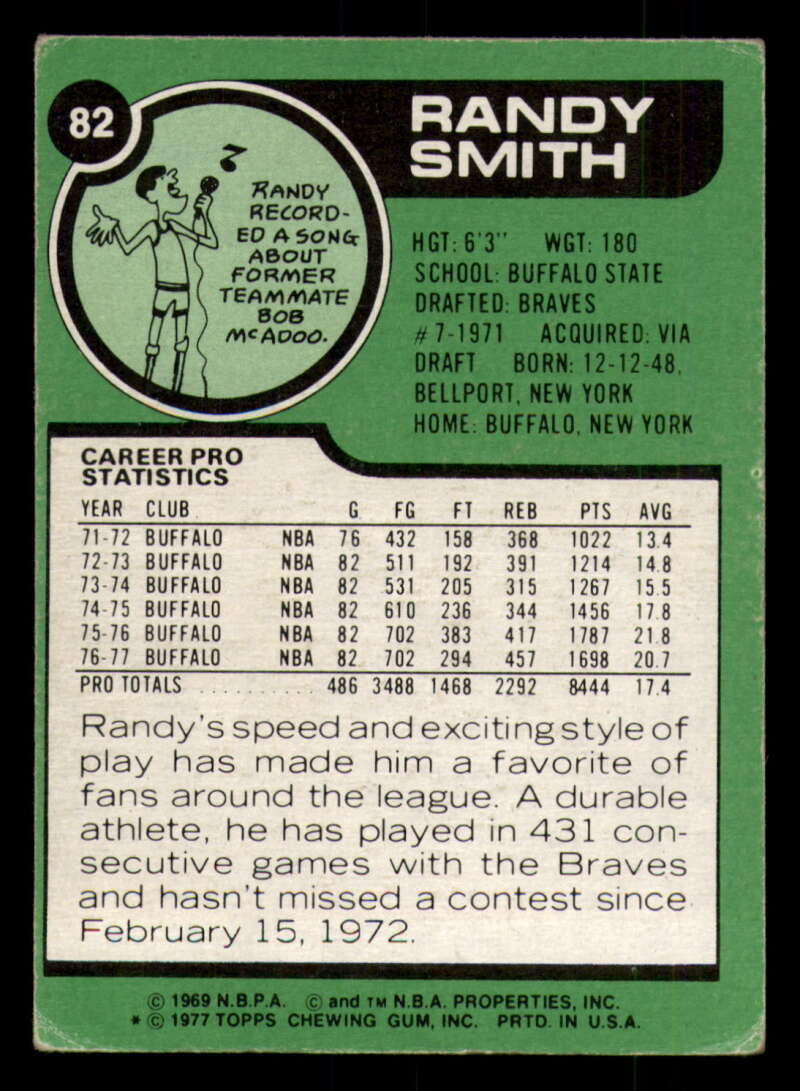 82
RANDY
SMITH
RANDY
RECORD-
ED A SONG
ABOUT
FORMER
TEAMMATE
BOB
McADOO.
HGT: 6'3" WGT: 180
SCHOOL: BUFFALO STATE
DRAFTED: BRAVES
#7-1971 ACQUIRED: VIA
DRAFT BORN: 12-12-48,
BELLPORT, NEW YORK
HOME: BUFFALO, NEW YORK
CAREER PRO
STATISTICS
YEAR CLUB G FG FT REB PTS AVG
71-72 BUFFALO NBA 76 432 158 368 1022 13.4
72-73 BUFFALO NBA 82 511 192 391 1214 14.8
73-74 BUFFALO NBA 82 531 205 315 1267 15.5
74-75 BUFFALO NBA 82 610 236 344 1456 17.8
75-76 BUFFALO NBA 82 702 383 417 1787 21.8
76-77 BUFFALO NBA 82 702 294 457 1698 20.7
PRO TOTALS .......... 486 3488 1468 2292 8444 17.4
Randy's speed and exciting style of
play has made him a favorite of
fans around the league. A durable
athlete, he has played in 431 con-
secutive games with the Braves
and hasn't missed a contest since
February 15, 1972.
© 1969 N.B.P.A. © and TM N.B.A. PROPERTIES, INC.
* © 1977 TOPPS CHEWING GUM, INC. PRTD. IN U.S.A.